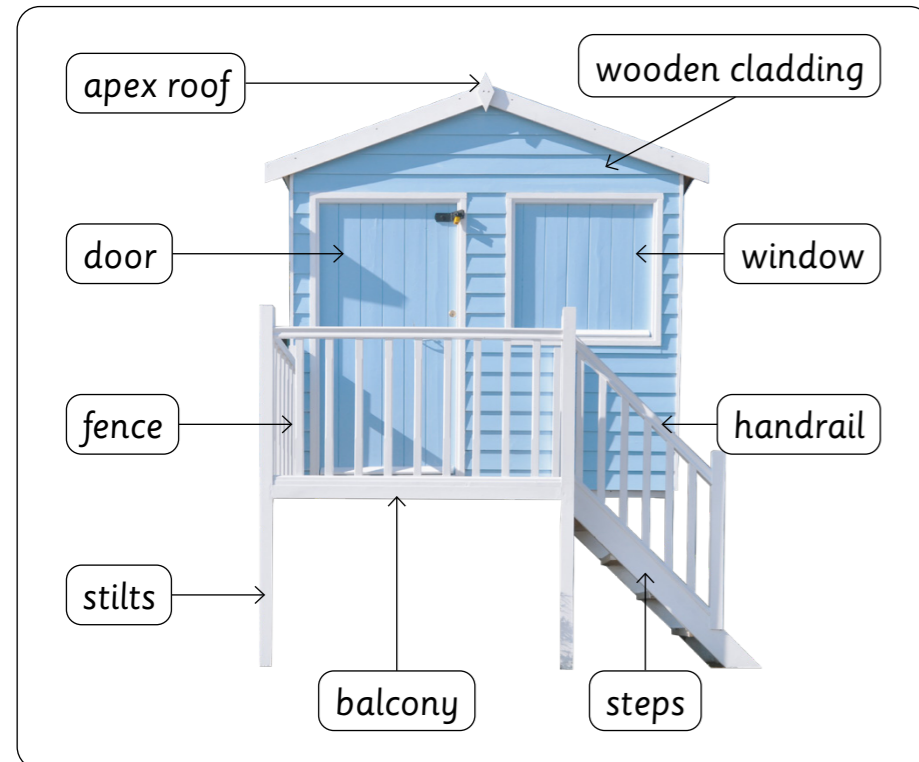 apex roof
wooden cladding
door
window
fence
handrail
stilts
balcony
steps